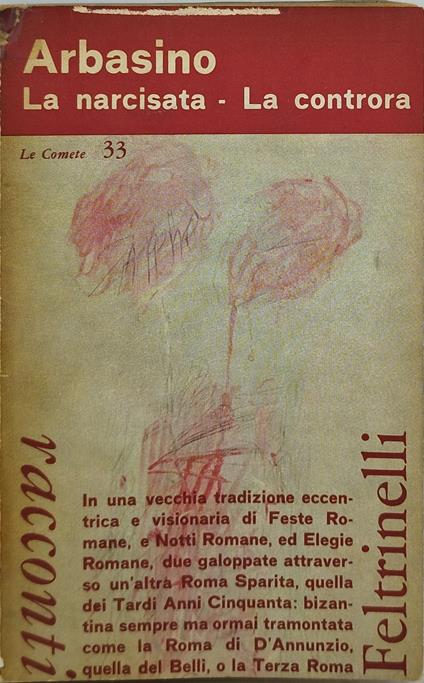 Arbasino
La narcisata - La controra
Le Comete 33
Sappho
racconti
In una vecchia tradizione eccen-
trica e visionaria di Feste Ro-
mane, e Notti Romane, ed Elegie
Romane, due galoppate attraver-
so un'altra Roma Sparita, quella
dei Tardi Anni Cinquanta: bizan-
tina sempre ma ormai tramontata
come la Roma di D'Annunzio,
quella del Belli, o la Terza Roma
Feltrinelli